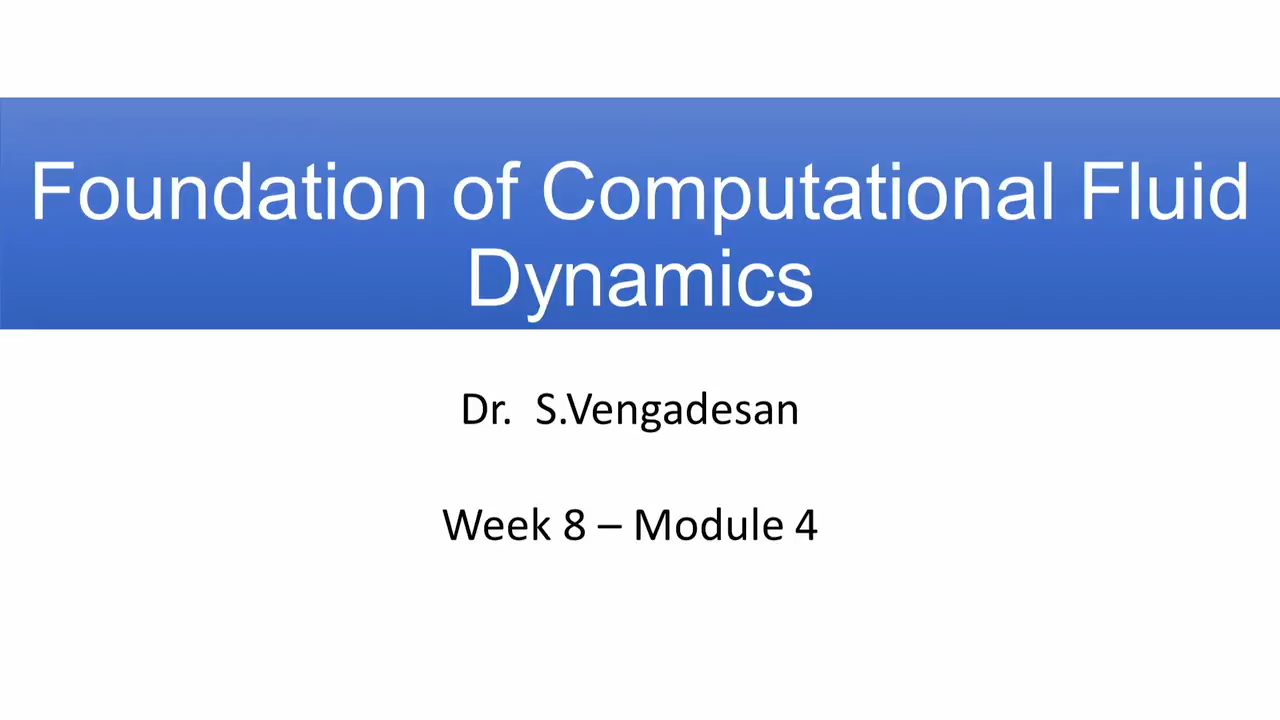 Foundation of Computational Fluid
Dynamics
Dr. S.Vengadesan
Week 8 – Module 4